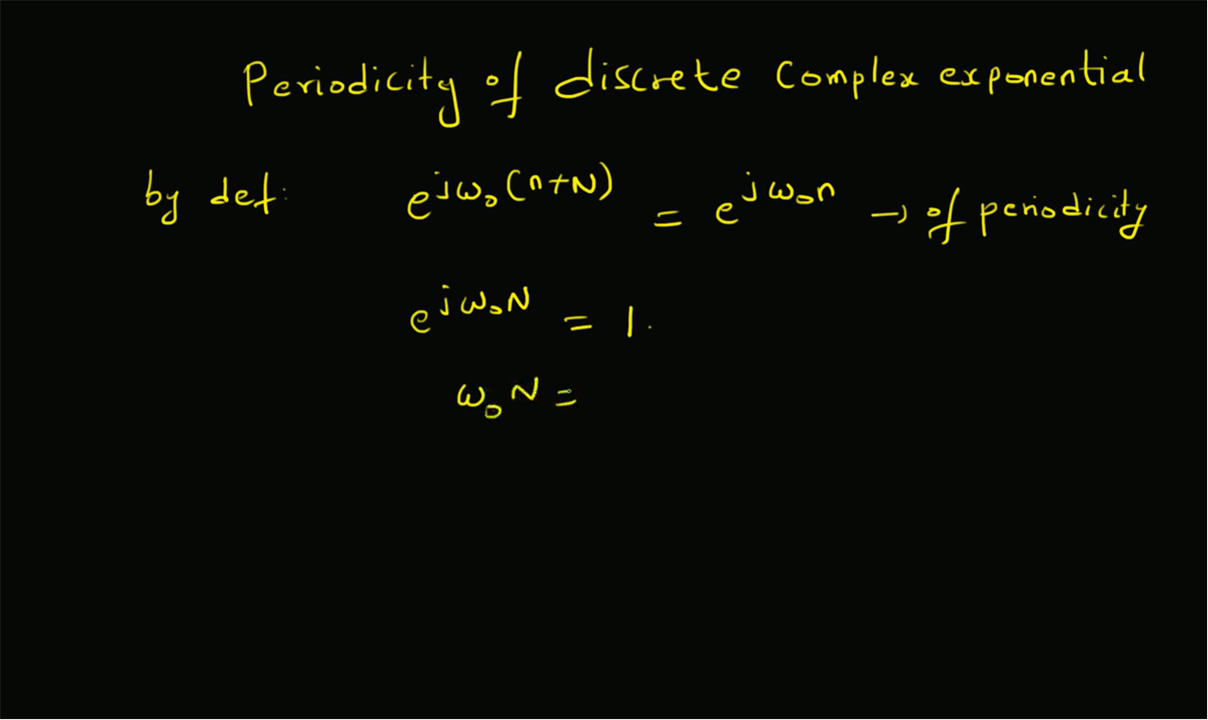 Periodicity of discrete Complex exponential
by def: e^{jω₀(n+N)} = e^{jω₀n} → of periodicity
e^{jω₀N} = 1.
ω₀N =